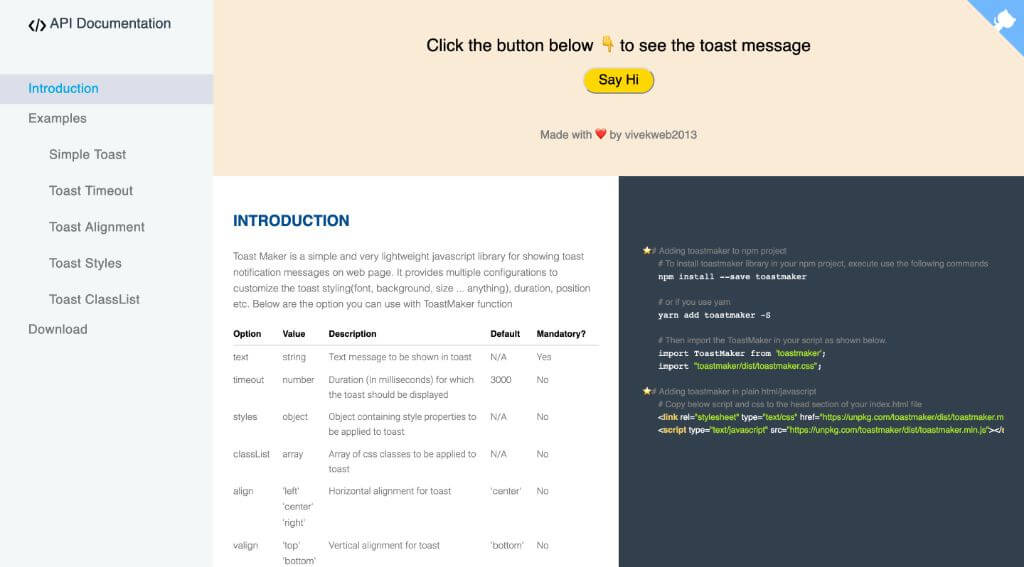 </> API Documentation
Introduction
Examples
Simple Toast
Toast Timeout
Toast Alignment
Toast Styles
Toast ClassList
Download
Click the button below 👇 to see the toast message
Say Hi
Made with ❤️ by vivekweb2013
INTRODUCTION
Toast Maker is a simple and very lightweight javascript library for showing toast
notification messages on web page. It provides multiple configurations to
customize the toast styling(font, background, size ... anything), duration, position
etc. Below are the option you can use with ToastMaker function
Option Value Description Default Mandatory?
text string Text message to be shown in toast N/A Yes
timeout number Duration (in milliseconds) for which 3000 No
the toast should be displayed
styles object Object containing style properties to N/A No
be applied to toast
classList array Array of css classes to be applied to N/A No
toast
align 'left' Horizontal alignment for toast 'center' No
'center'
'right'
valign 'top' Vertical alignment for toast 'bottom' No
'bottom'
⭐# Adding toastmaker to npm project
# To install toastmaker library in your npm project, execute use the following commands
npm install --save toastmaker
# or if you use yarn
yarn add toastmaker -S
# Then import the ToastMaker in your script as shown below.
import ToastMaker from 'toastmaker';
import "toastmaker/dist/toastmaker.css";
⭐# Adding toastmaker in plain html/javascript
# Copy below script and css to the head section of your index.html file
<link rel="stylesheet" type="text/css" href="https://unpkg.com/toastmaker/dist/toastmaker.m
<script type="text/javascript" src="https://unpkg.com/toastmaker/dist/toastmaker.min.js"></